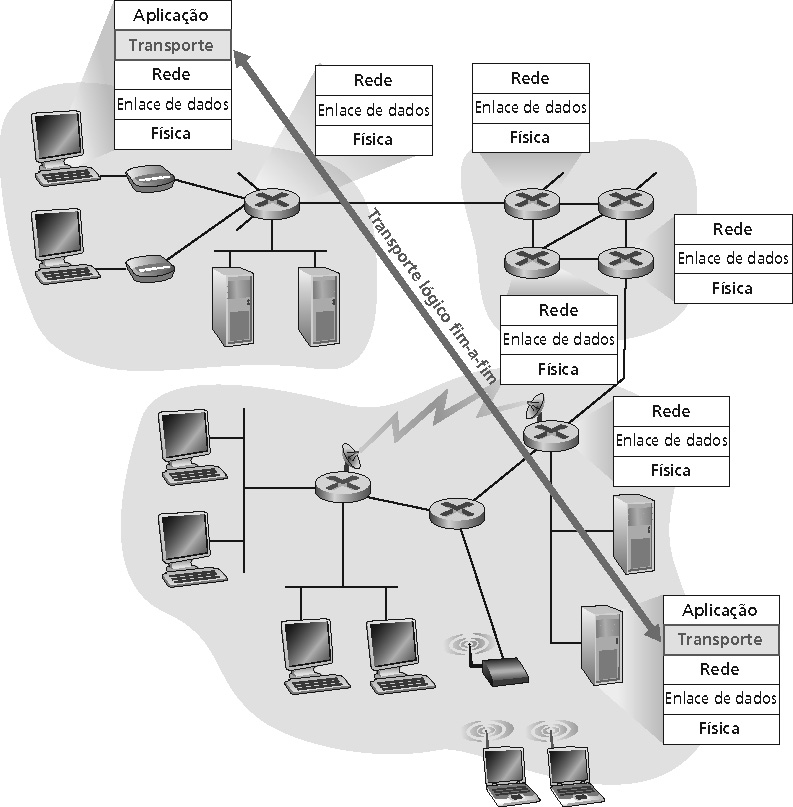 Aplicação
Transporte
Rede
Enlace de dados
Física
Rede
Enlace de dados
Física
Rede
Enlace de dados
Física
Rede
Enlace de dados
Física
Transporte lógico fim-a-fim
Rede
Enlace de dados
Física
Rede
Enlace de dados
Física
Aplicação
Transporte
Rede
Enlace de dados
Física